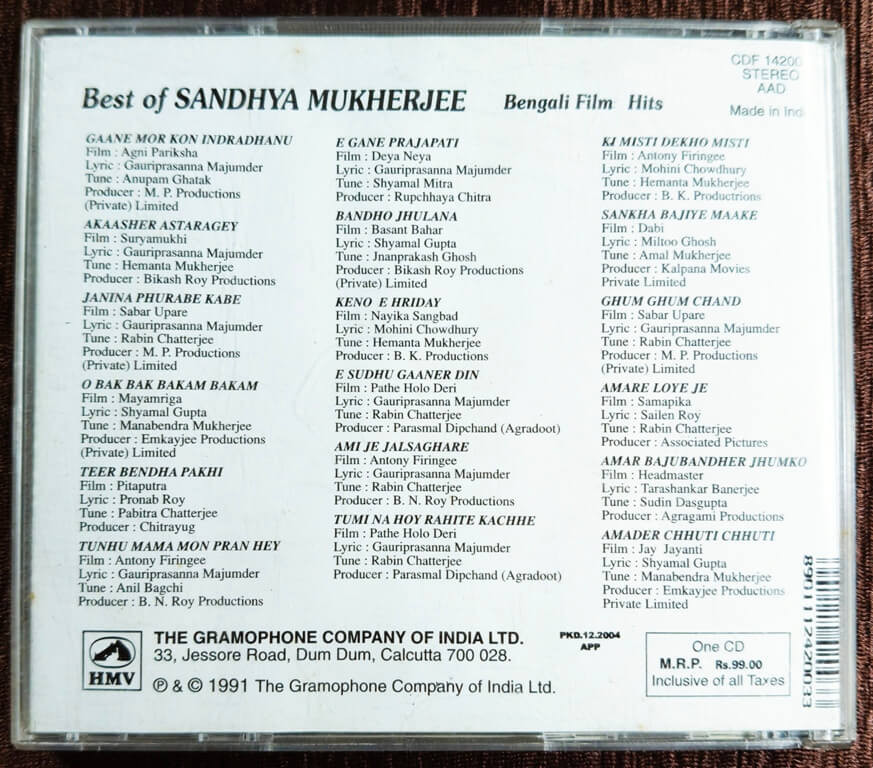 CDF 14200
STEREO
AAD
Made in Ind
Best of SANDHYA MUKHERJEE Bengali Film Hits
GAANE MOR KON INDRADHANU
Film : Agni Pariksha
Lyric : Gauriprasanna Majumder
Tune : Anupam Ghatak
Producer : M. P. Productions
(Private) Limited
AKAASHER ASTARAGEY
Film : Suryamukhi
Lyric : Gauriprasanna Majumder
Tune : Hemanta Mukherjee
Producer : Bikash Roy Productions
JANINA PHURABE KABE
Film : Sabar Upare
Lyric : Gauriprasanna Majumder
Tune : Rabin Chatterjee
Producer : M. P. Productions
(Private) Limited
O BAK BAK BAKAM BAKAM
Film : Mayamriga
Lyric : Shyamal Gupta
Tune : Manabendra Mukherjee
Producer : Emkayjee Productions
(Private) Limited
TEER BENDHA PAKHI
Film : Pitaputra
Lyric : Pronab Roy
Tune : Pabitra Chatterjee
Producer : Chitrayug
TUNHU MAMA MON PRAN HEY
Film : Antony Firingee
Lyric : Gauriprasanna Majumder
Tune : Anil Bagchi
Producer : B. N. Roy Productions
E GANE PRAJAPATI
Film : Deya Neya
Lyric : Gauriprasanna Majumder
Tune : Shyamal Mitra
Producer : Rupchhaya Chitra
BANDHO JHULANA
Film : Basant Bahar
Lyric : Shyamal Gupta
Tune : Jnanprakash Ghosh
Producer : Bikash Roy Productions
(Private) Limited
KENO E HRIDAY
Film : Nayika Sangbad
Lyric : Mohini Chowdhury
Tune : Hemanta Mukherjee
Producer : B. K. Productions
E SUDHU GAANER DIN
Film : Pathe Holo Deri
Lyric : Gauriprasanna Majumder
Tune : Rabin Chatterjee
Producer : Parasmal Dipchand (Agradoot)
AMI JE JALSAGHARE
Film : Antony Firingee
Lyric : Gauriprasanna Majumder
Tune : Rabin Chatterjee
Producer : B. N. Roy Productions
TUMI NA HOY RAHITE KACHHE
Film : Pathe Holo Deri
Lyric : Gauriprasanna Majumder
Tune : Rabin Chatterjee
Producer : Parasmal Dipchand (Agradoot)
KI MISTI DEKHO MISTI
Film : Antony Firingee
Lyric : Mohini Chowdhury
Tune : Hemanta Mukherjee
Producer : B. K. Productrions
SANKHA BAJIYE MAAKE
Film : Dabi
Lyric : Miltoo Ghosh
Tune : Amal Mukherjee
Producer : Kalpana Movies
Private Limited
GHUM GHUM CHAND
Film : Sabar Upare
Lyric : Gauriprasanna Majumder
Tune : Rabin Chatterjee
Producer : M. P. Productions
(Private) Limited
AMARE LOYE JE
Film : Samapika
Lyric : Sailen Roy
Tune : Rabin Chatterjee
Producer : Associated Pictures
AMAR BAJUBANDHER JHUMKO
Film : Headmaster
Lyric : Tarashankar Banerjee
Tune : Sudin Dasgupta
Producer : Agragami Productions
AMADER CHHUTI CHHUTI
Film : Jay Jayanti
Lyric : Shyamal Gupta
Tune : Manabendra Mukherjee
Producer : Emkayjee Productions
Private Limited
HMV
THE GRAMOPHONE COMPANY OF INDIA LTD.
33, Jessore Road, Dum Dum, Calcutta 700 028.
℗ & © 1991 The Gramophone Company of India Ltd.
PKD.12.2004
APP
One CD
M.R.P. Rs.99.00
Inclusive of all Taxes